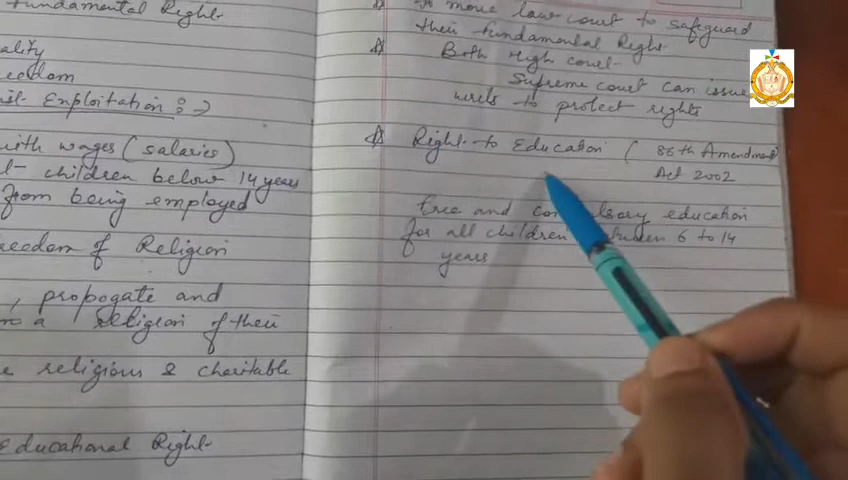 Fundamental Right
ality
eedom
Exploitation :->
with wages (salaries)
children below 14 years
from being employed
reedom of Religion
, propogate and
a Religion of their
religious & charitable
Educational Right
to move law court to safeguard
their fundamental Right
Both High court
Supreme court can issue
writs to protect rights
Right to Education ( 86th Amendment
Act 2002
free and compulsory education
for all children between 6 to 14
years